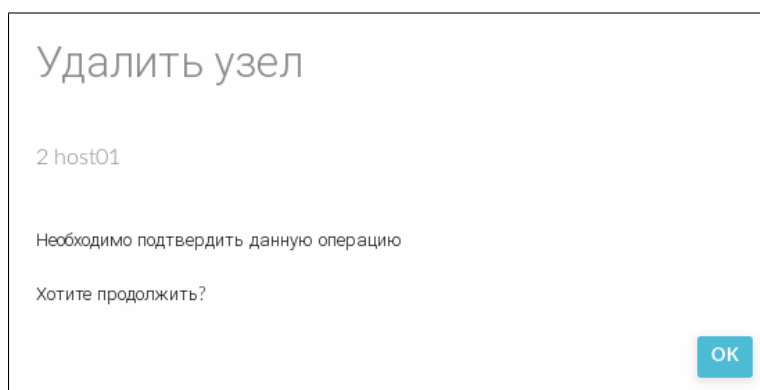 Удалить узел
2 host01
Необходимо подтвердить данную операцию
Хотите продолжить?
OK